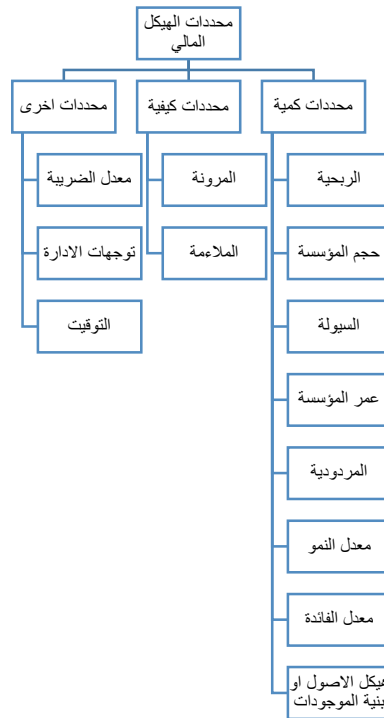 محددات الهيكل
المالي
محددات كمية
محددات كيفية
محددات اخرى
الربحية
حجم المؤسسة
السيولة
عمر المؤسسة
المردودية
معدل النمو
معدل الفائدة
هيكل الاصول او
بنية الموجودات
المرونة
الملاءمة
معدل الضريبة
توجهات الادارة
التوقيت